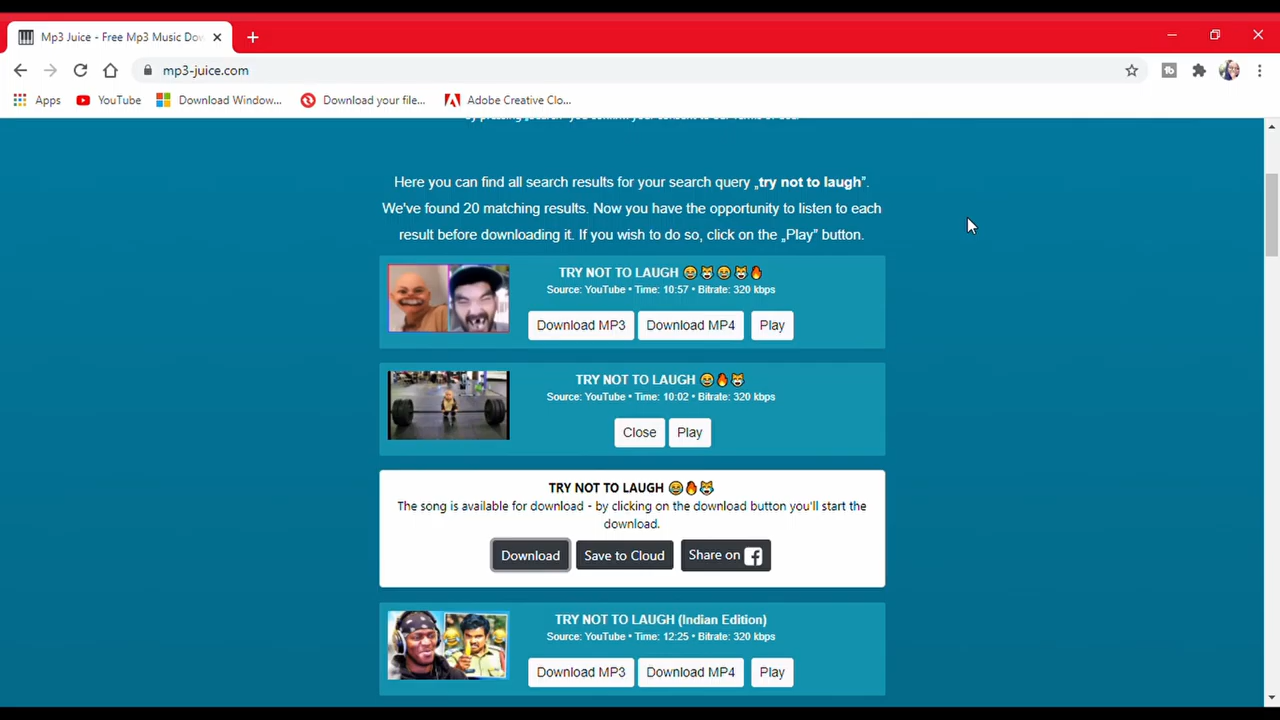 Mp3 Juice - Free Mp3 Music Dow
mp3-juice.com
Apps YouTube Download Window... Download your file... Adobe Creative Clo...
Here you can find all search results for your search query „try not to laugh”.
We've found 20 matching results. Now you have the opportunity to listen to each
result before downloading it. If you wish to do so, click on the „Play” button.
TRY NOT TO LAUGH 😂😹😂😹🔥
Source: YouTube • Time: 10:57 • Bitrate: 320 kbps
Download MP3 Download MP4 Play
TRY NOT TO LAUGH 😂🔥😹
Source: YouTube • Time: 10:02 • Bitrate: 320 kbps
Close Play
TRY NOT TO LAUGH 😂🔥😹
The song is available for download - by clicking on the download button you'll start the
download.
Download Save to Cloud Share on
TRY NOT TO LAUGH (Indian Edition)
Source: YouTube • Time: 12:25 • Bitrate: 320 kbps
Download MP3 Download MP4 Play